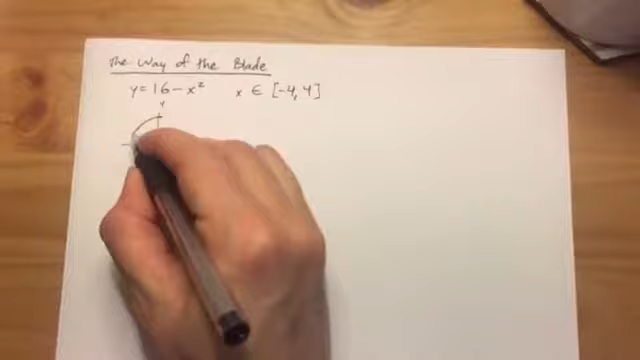 The Way of the Blade
y = 16 - x² x ∈ [-4, 4]
y